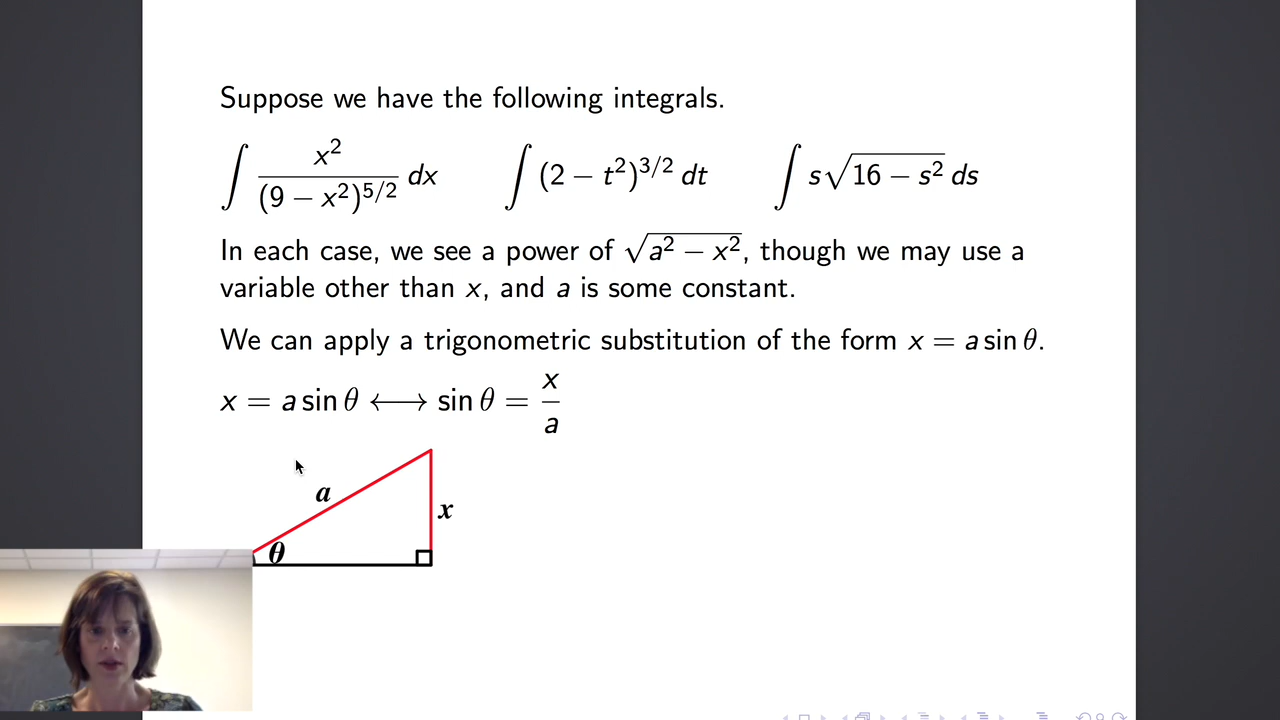 Suppose we have the following integrals.
∫ x²/(9 − x²)^{5/2} dx ∫ (2 − t²)^{3/2} dt ∫ s√(16 − s²) ds
In each case, we see a power of √(a² − x²), though we may use a
variable other than x, and a is some constant.
We can apply a trigonometric substitution of the form x = a sin θ.
x = a sin θ ⟷ sin θ = x/a
a
x
θ